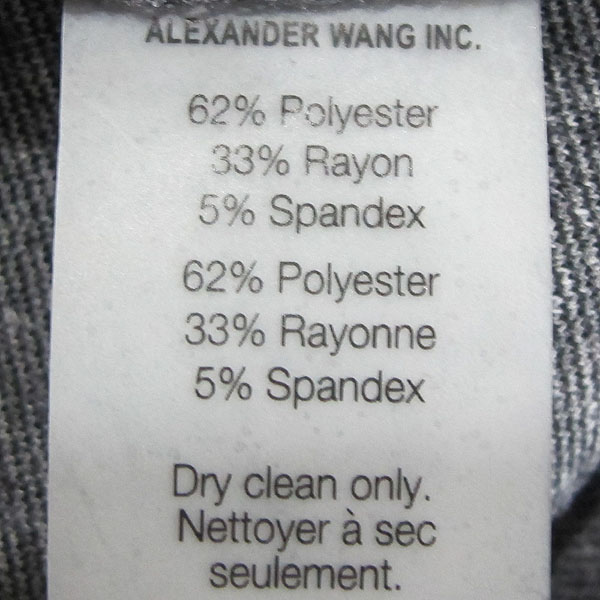 ALEXANDER WANG INC.
62% Polyester
33% Rayon
5% Spandex
62% Polyester
33% Rayonne
5% Spandex
Dry clean only.
Nettoyer à sec
seulement.